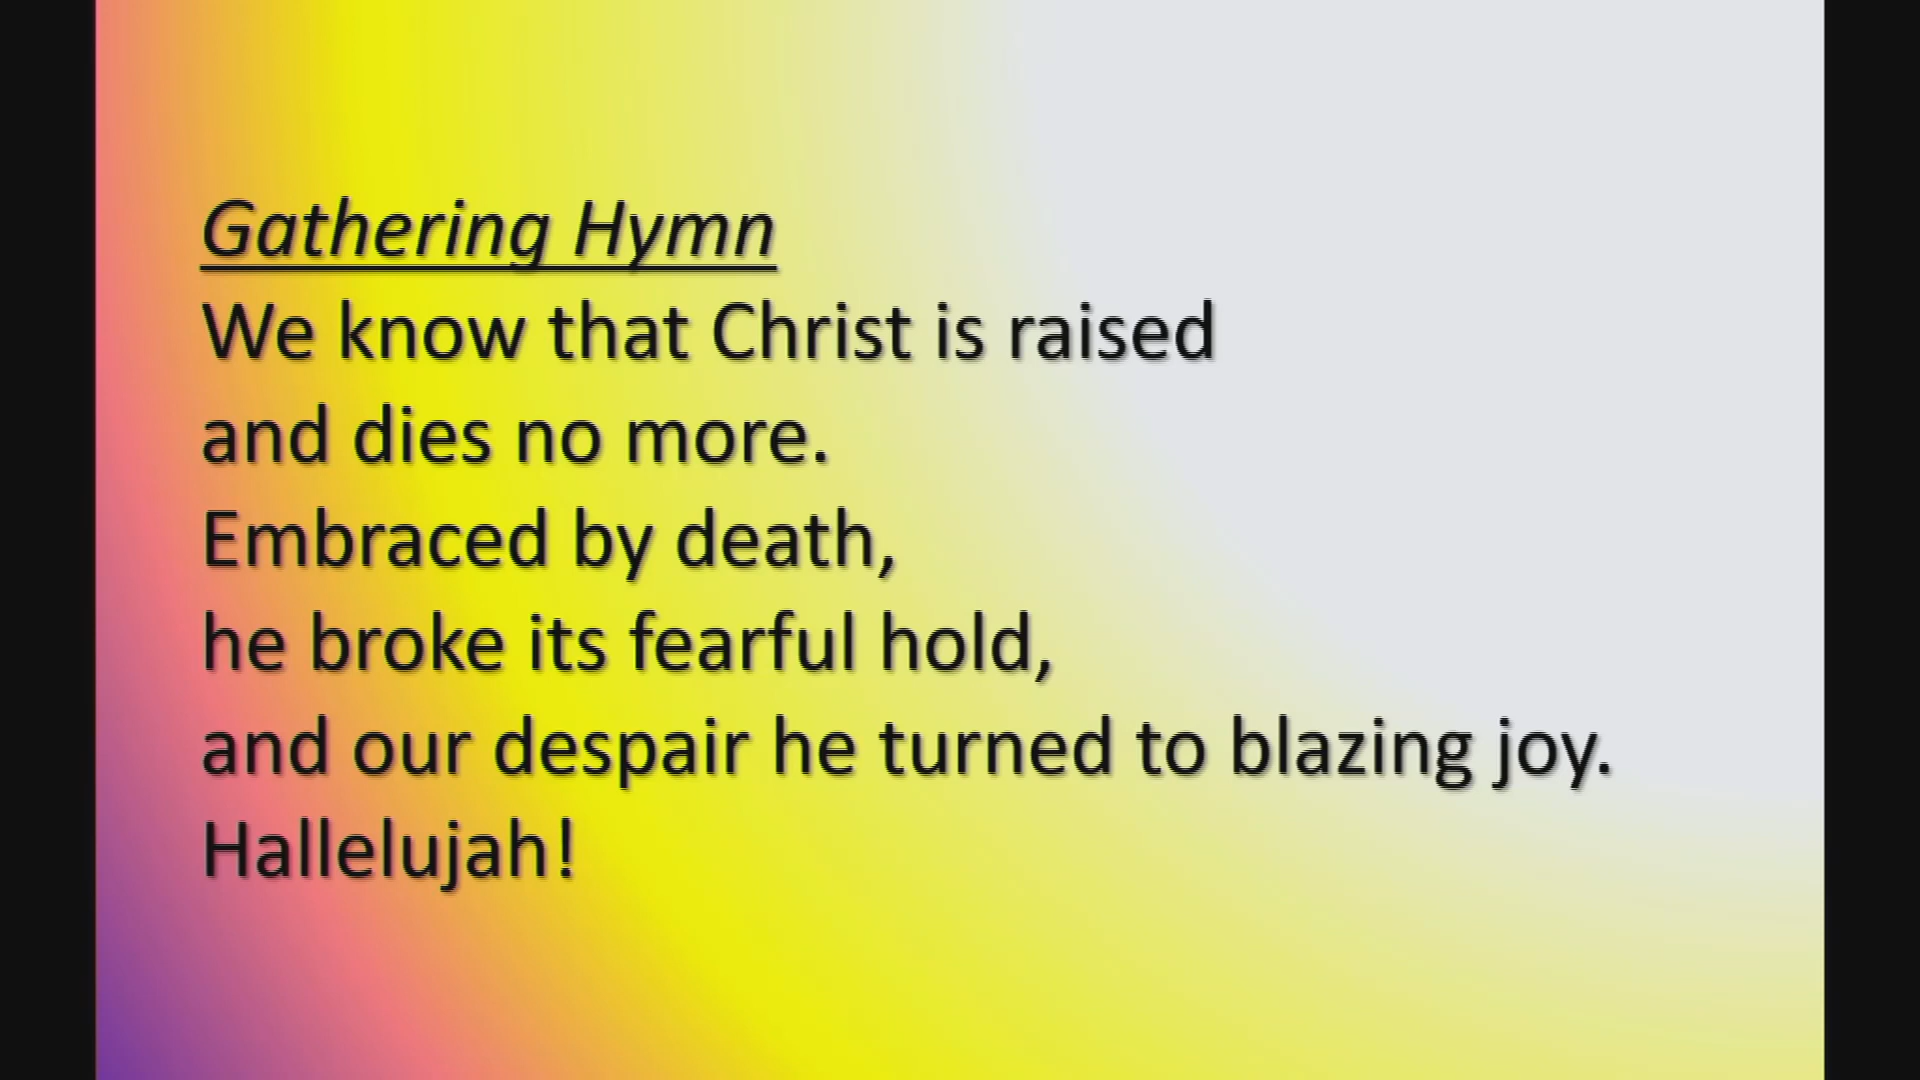 Gathering Hymn
We know that Christ is raised
and dies no more.
Embraced by death,
he broke its fearful hold,
and our despair he turned to blazing joy.
Hallelujah!